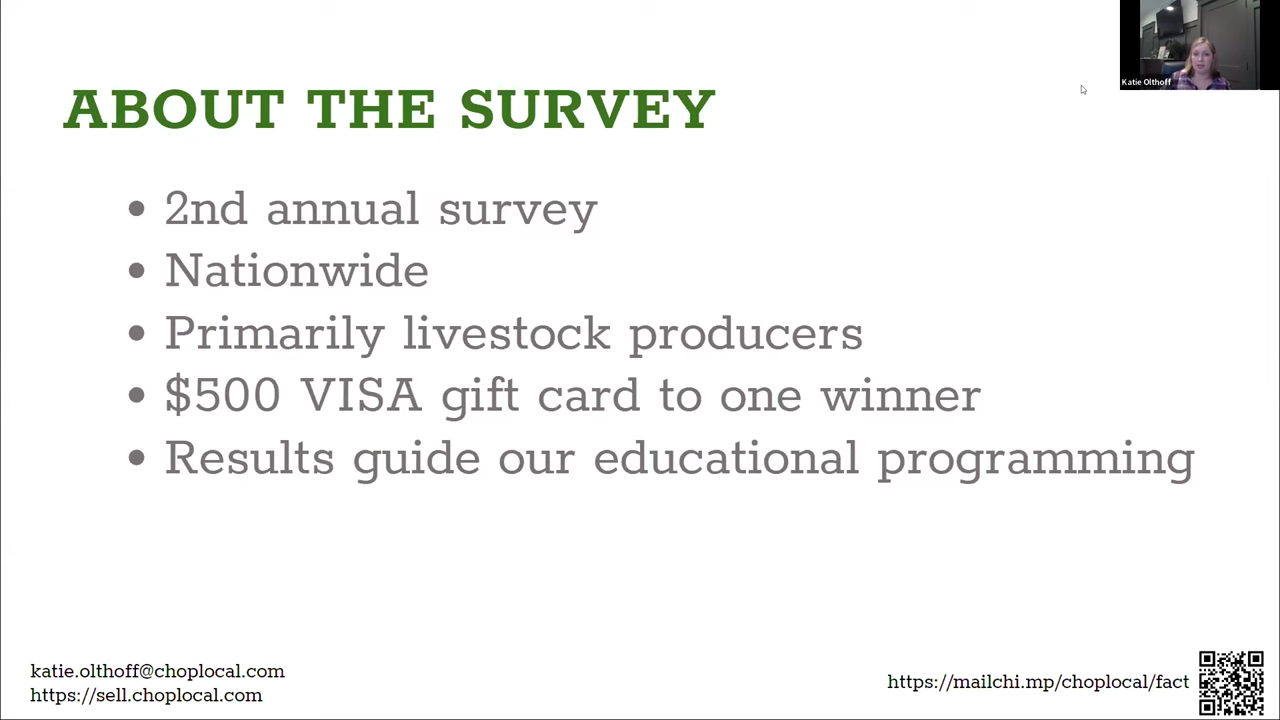 Katie Olthoff
ABOUT THE SURVEY
• 2nd annual survey
• Nationwide
• Primarily livestock producers
• $500 VISA gift card to one winner
• Results guide our educational programming
katie.olthoff@choplocal.com
https://sell.choplocal.com
https://mailchi.mp/choplocal/fact